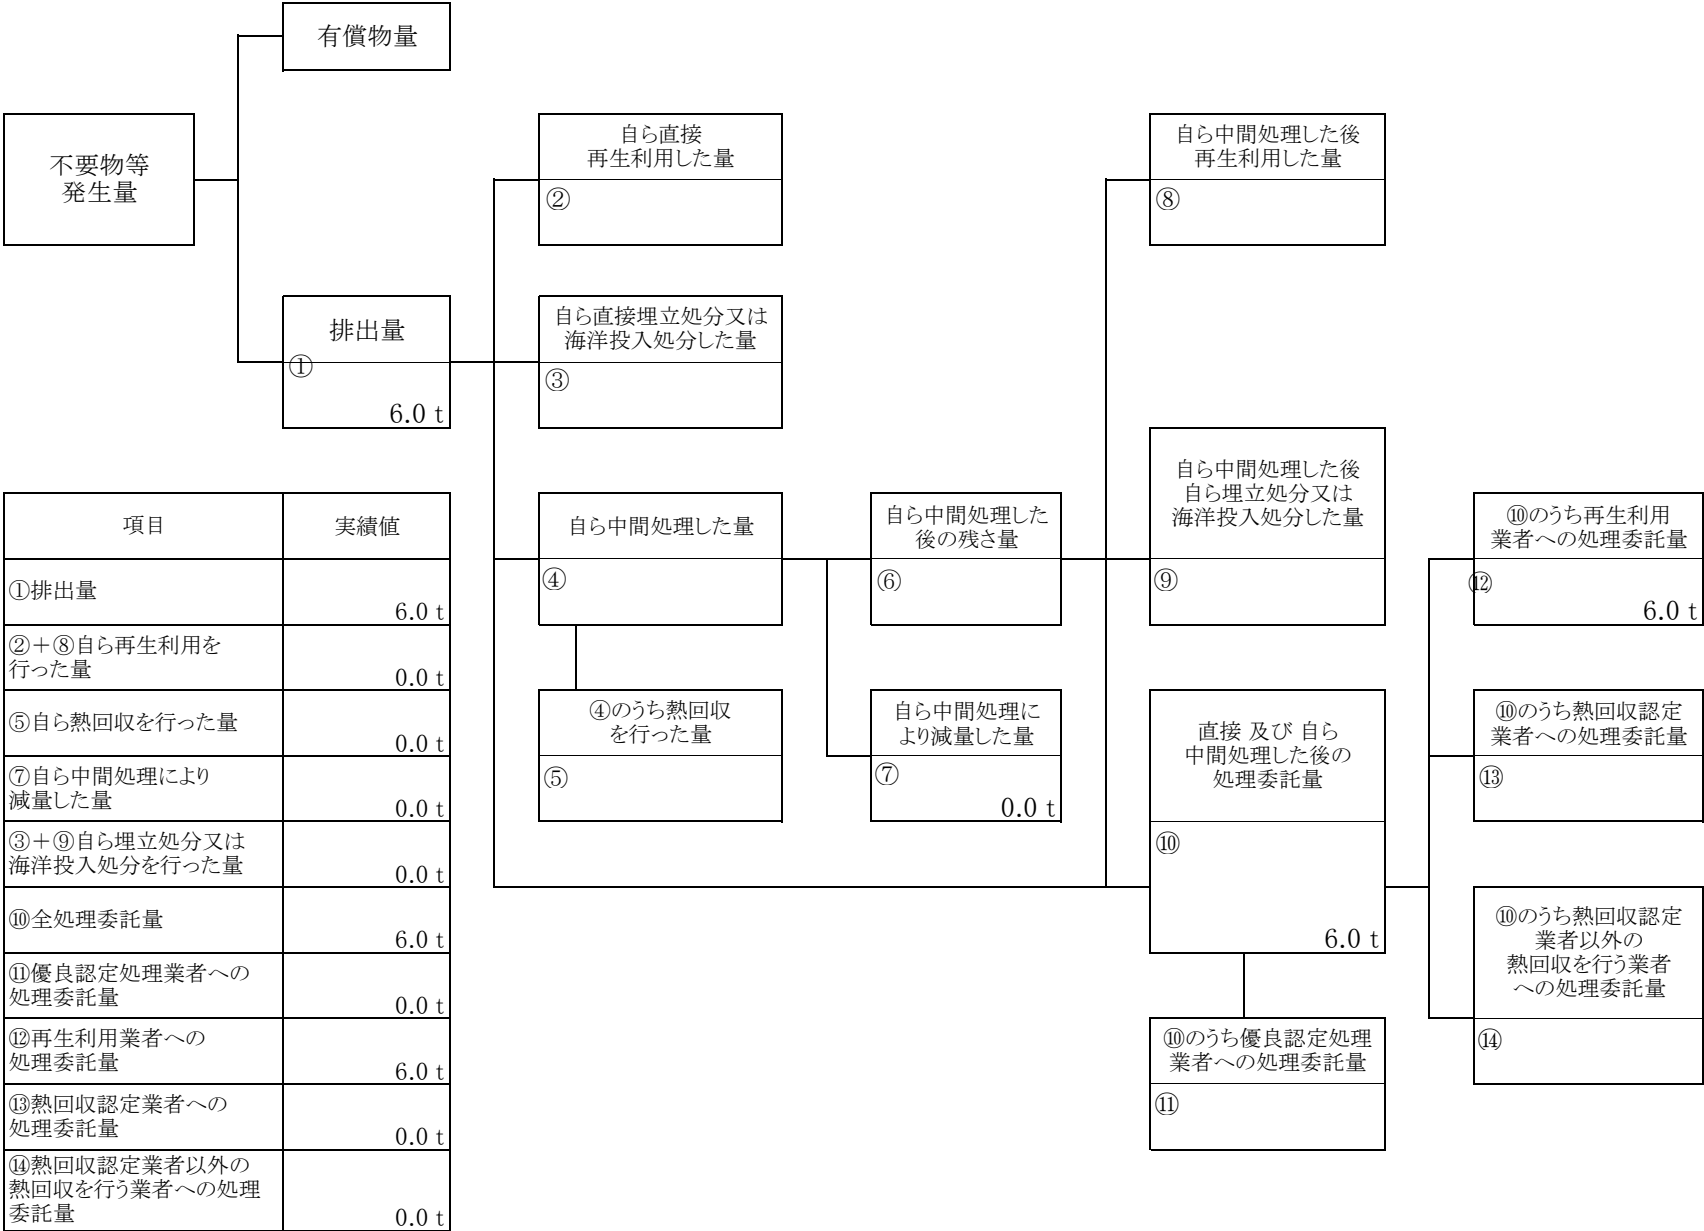 有償物量
不要物等
発生量
自ら直接
再生利用した量
②
自ら中間処理した後
再生利用した量
⑧
排出量
①
6.0 t
自ら直接埋立処分又は
海洋投入処分した量
③
自ら中間処理した量
④
自ら中間処理した
後の残さ量
⑥
自ら中間処理した後
自ら埋立処分又は
海洋投入処分した量
⑨
⑩のうち再生利用
業者への処理委託量
⑫
6.0 t
④のうち熱回収
を行った量
⑤
自ら中間処理に
より減量した量
⑦
0.0 t
直接 及び 自ら
中間処理した後の
処理委託量
⑩
6.0 t
⑩のうち熱回収認定
業者への処理委託量
⑬
⑩のうち熱回収認定
業者以外の
熱回収を行う業者
への処理委託量
⑭
⑩のうち優良認定処理
業者への処理委託量
⑪
項目
実績値
①排出量
6.0 t
②＋⑧自ら再生利用を
行った量
0.0 t
⑤自ら熱回収を行った量
0.0 t
⑦自ら中間処理により
減量した量
0.0 t
③＋⑨自ら埋立処分又は
海洋投入処分を行った量
0.0 t
⑩全処理委託量
6.0 t
⑪優良認定処理業者への
処理委託量
0.0 t
⑫再生利用業者への
処理委託量
6.0 t
⑬熱回収認定業者への
処理委託量
0.0 t
⑭熱回収認定業者以外の
熱回収を行う業者への処理
委託量
0.0 t